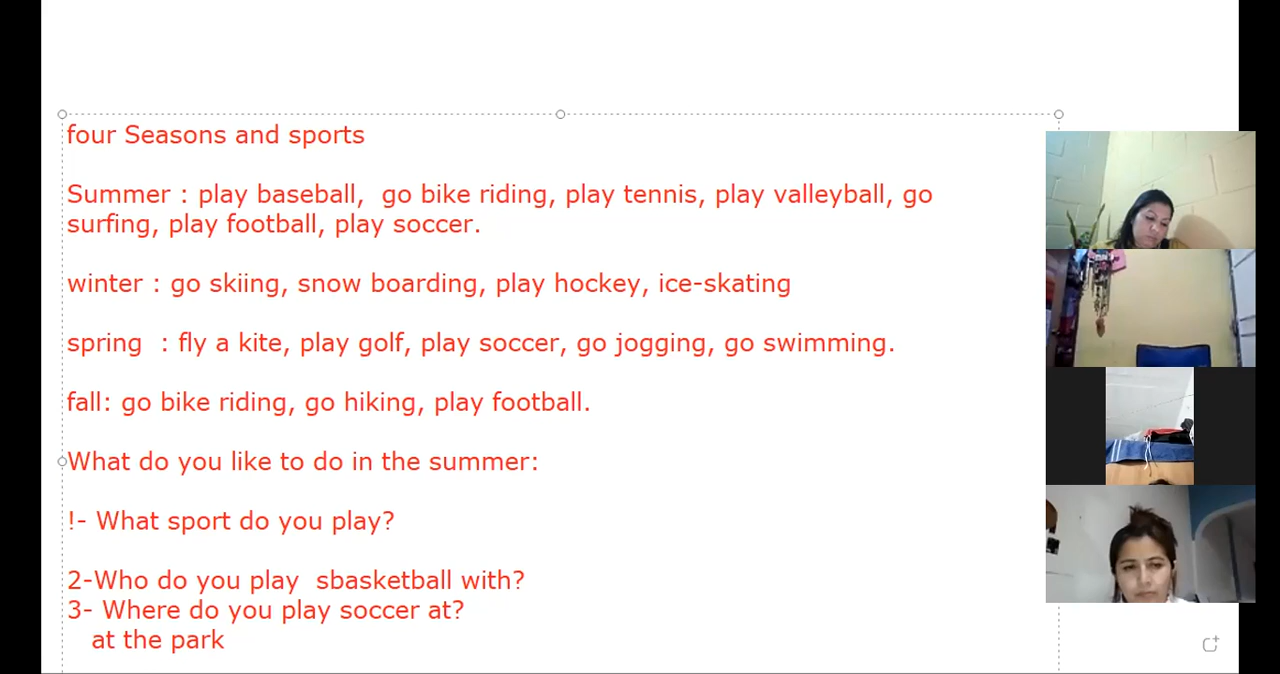 four Seasons and sports
Summer : play baseball,  go bike riding, play tennis, play valleyball, go
surfing, play football, play soccer.
winter : go skiing, snow boarding, play hockey, ice-skating
spring  : fly a kite, play golf, play soccer, go jogging, go swimming.
fall: go bike riding, go hiking, play football.
What do you like to do in the summer:
!- What sport do you play?
2-Who do you play  sbasketball with?
3- Where do you play soccer at?
at the park